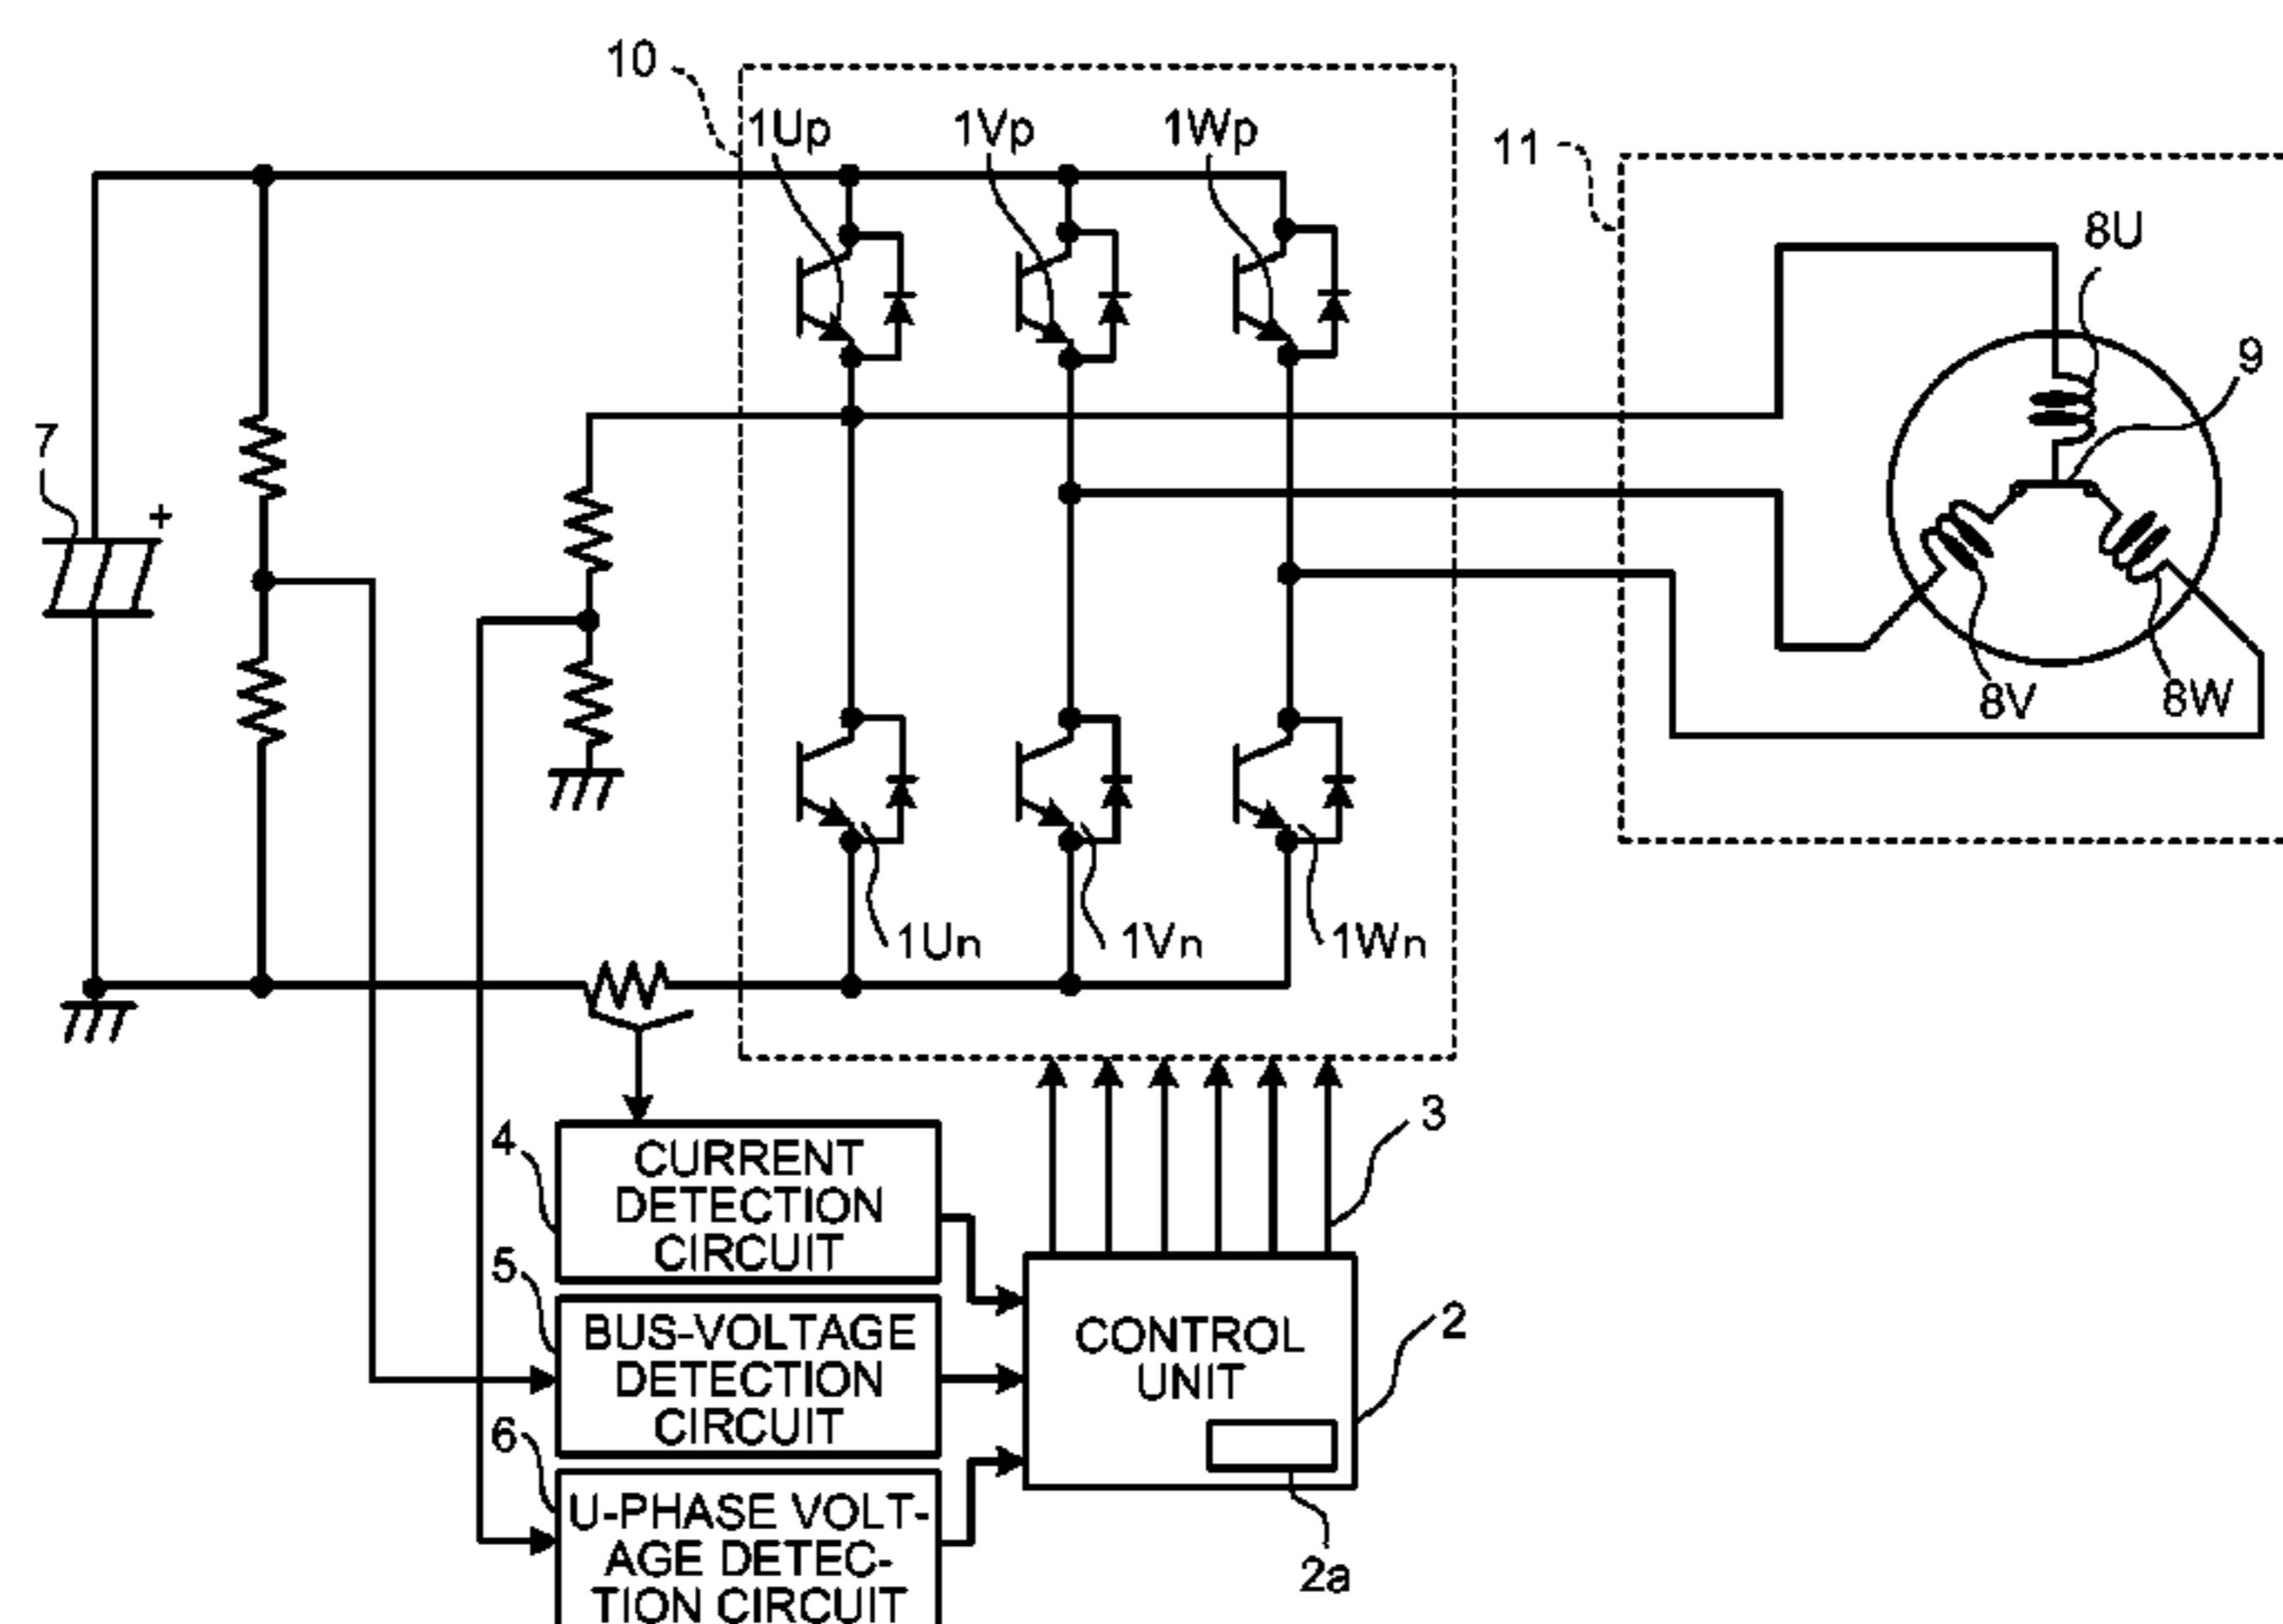 10
1Up
1Vp
1Wp
11
8U
9
7
+
8V
8W
1Un
1Vn
1Wn
3
4
CURRENT
DETECTION
CIRCUIT
5
BUS-VOLTAGE
DETECTION
CIRCUIT
CONTROL
UNIT
2
6
U-PHASE VOLT-
AGE DETEC-
TION CIRCUIT
2a